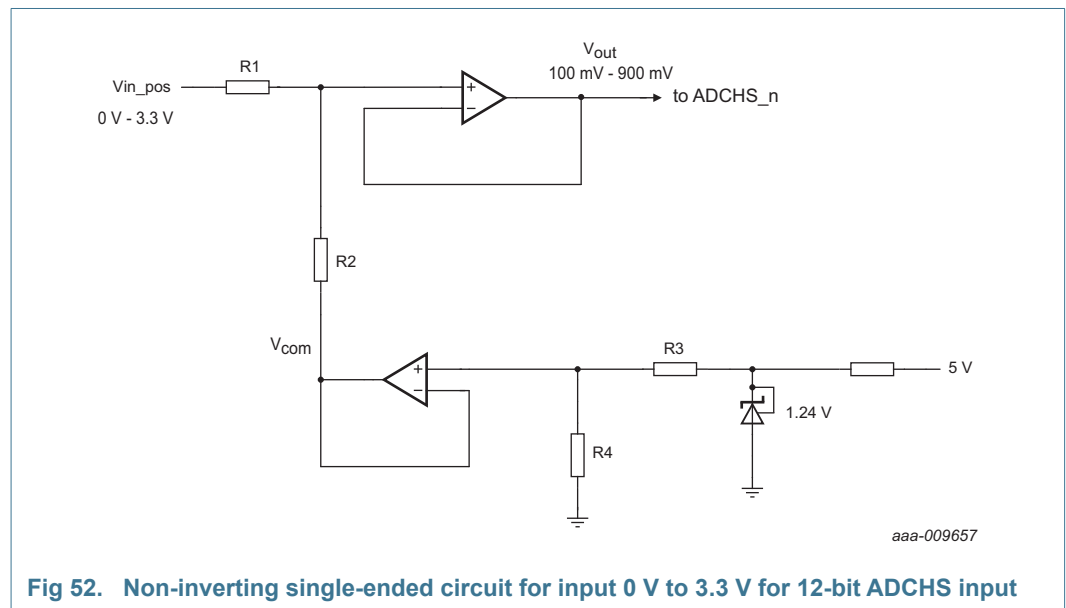 V_out
100 mV - 900 mV
R1
Vin_pos
0 V - 3.3 V
+
−
to ADCHS_n
R2
V_com
+
−
R3
5 V
1.24 V
R4
aaa-009657
Fig 52. Non-inverting single-ended circuit for input 0 V to 3.3 V for 12-bit ADCHS input